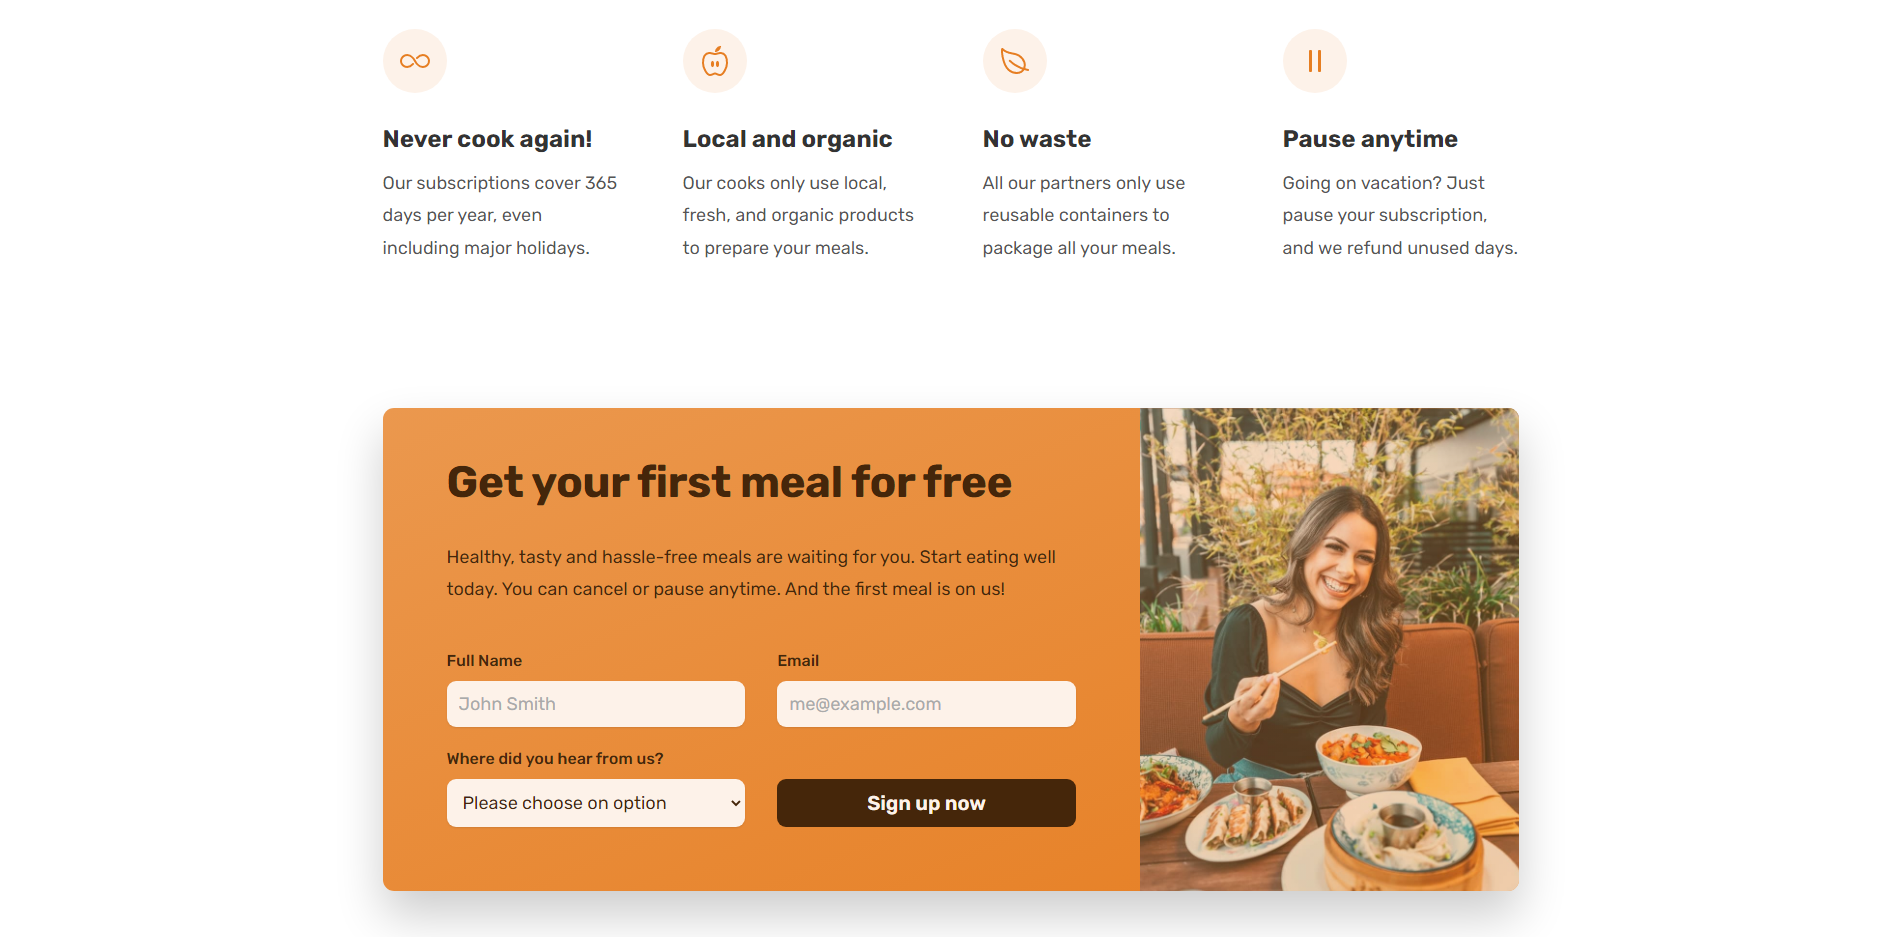 Never cook again!
Our subscriptions cover 365
days per year, even
including major holidays.
Local and organic
Our cooks only use local,
fresh, and organic products
to prepare your meals.
No waste
All our partners only use
reusable containers to
package all your meals.
Pause anytime
Going on vacation? Just
pause your subscription,
and we refund unused days.
Get your first meal for free
Healthy, tasty and hassle-free meals are waiting for you. Start eating well
today. You can cancel or pause anytime. And the first meal is on us!
Full Name
John Smith
Email
me@example.com
Where did you hear from us?
Please choose on option
Sign up now